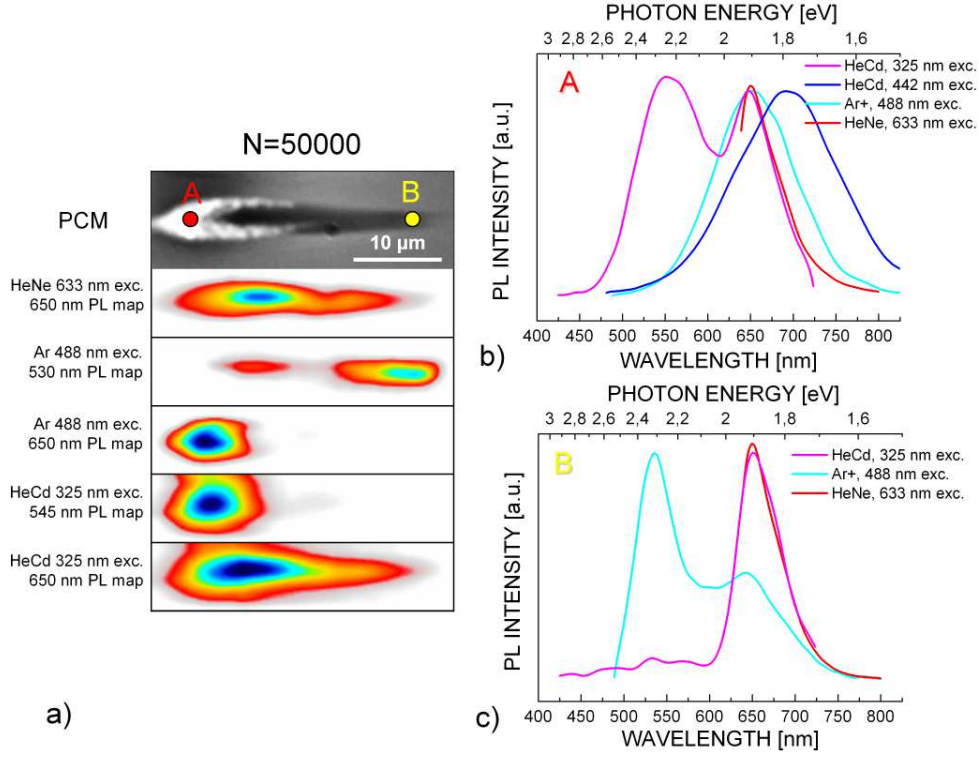 N=50000
PCM
A
B
10 µm
HeNe 633 nm exc.
650 nm PL map
Ar 488 nm exc.
530 nm PL map
Ar 488 nm exc.
650 nm PL map
HeCd 325 nm exc.
545 nm PL map
HeCd 325 nm exc.
650 nm PL map
a)
PHOTON ENERGY [eV]
3 2,8 2,6 2,4 2,2 2 1,8 1,6
A
HeCd, 325 nm exc.
HeCd, 442 nm exc.
Ar+, 488 nm exc.
HeNe, 633 nm exc.
PL INTENSITY [a.u.]
400 450 500 550 600 650 700 750 800
WAVELENGTH [nm]
b)
PHOTON ENERGY [eV]
3 2,8 2,6 2,4 2,2 2 1,8 1,6
B
HeCd, 325 nm exc.
Ar+, 488 nm exc.
HeNe, 633 nm exc.
PL INTENSITY [a.u.]
400 450 500 550 600 650 700 750 800
WAVELENGTH [nm]
c)